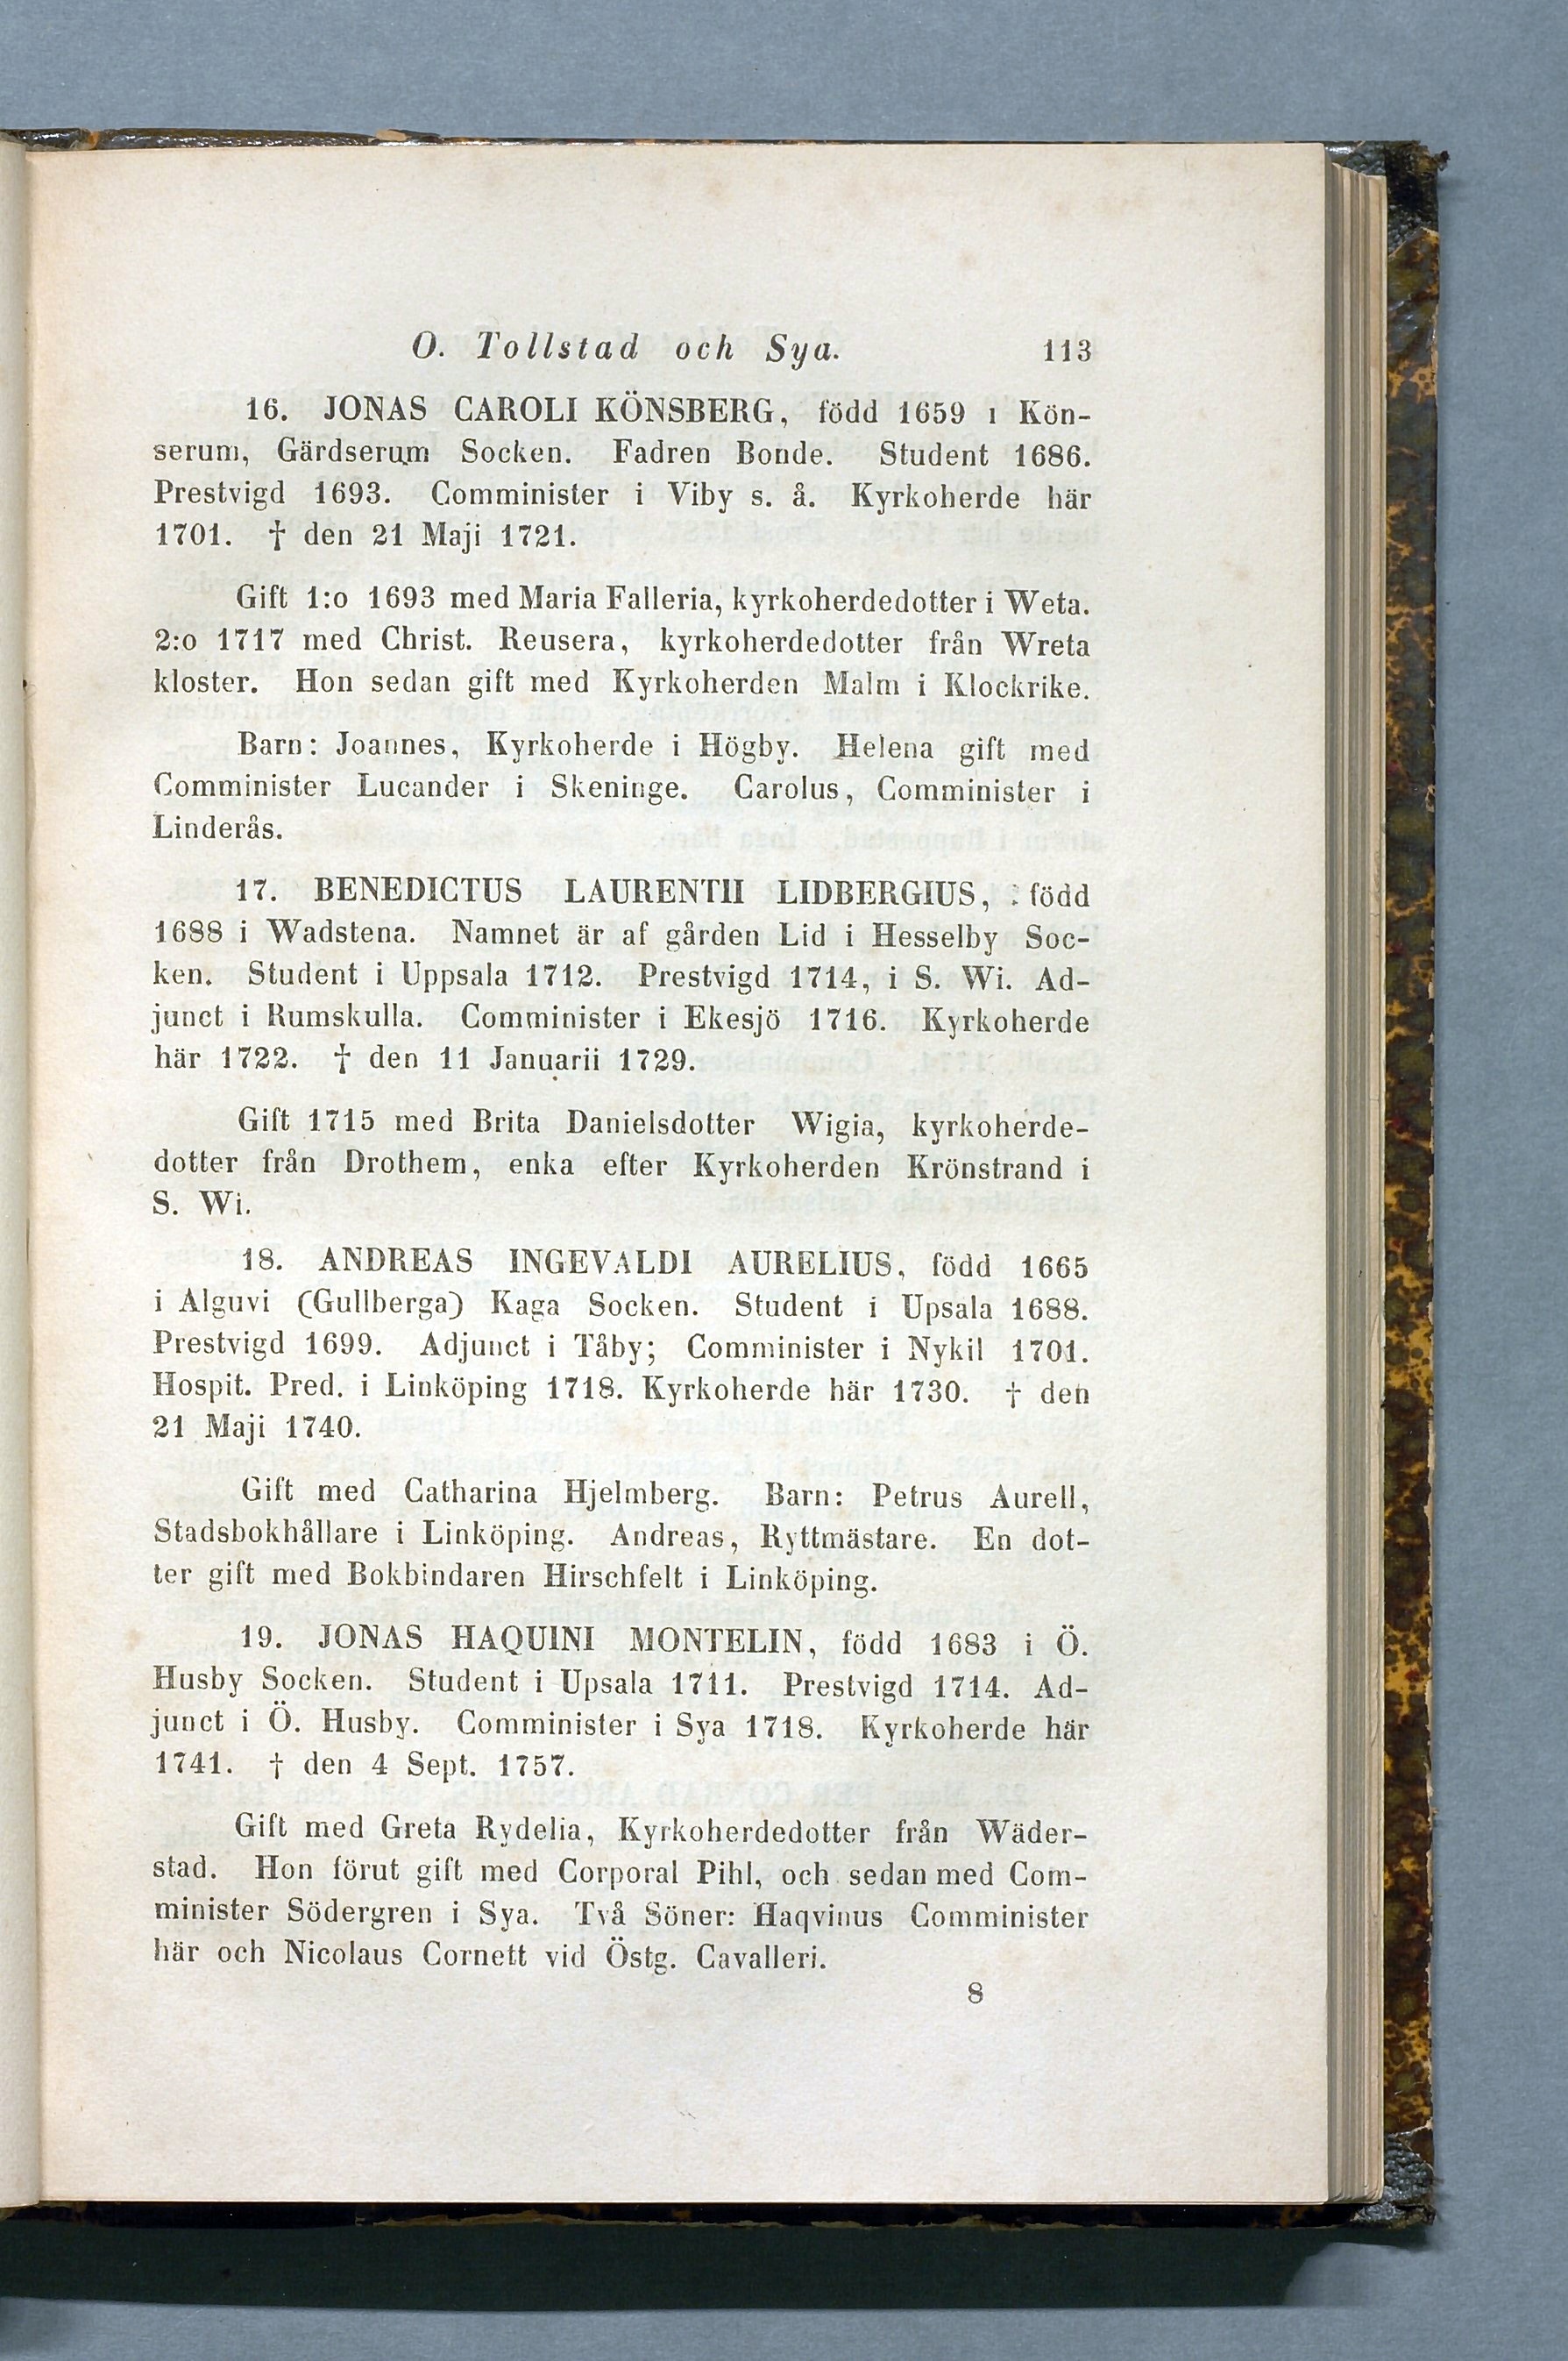 O. Tollstad och Sya. 113
16. JONAS CAROLI KÖNSBERG, född 1659 i Kön-
serum, Gärdserum Socken. Fadren Bonde. Student 1686.
Prestvigd 1693. Comminister i Viby s. å. Kyrkoherde här
1701. † den 21 Maji 1721.
Gift 1:o 1693 med Maria Falleria, kyrkoherdedotter i Weta.
2:o 1717 med Christ. Reusera, kyrkoherdedotter från Wreta
kloster. Hon sedan gift med Kyrkoherden Malm i Klockrike.
Barn: Joannes, Kyrkoherde i Högby. Helena gift med
Comminister Lucander i Skeninge. Carolus, Comminister i
Linderås.
17. BENEDICTUS LAURENTII LIDBERGIUS, född
1688 i Wadstena. Namnet är af gården Lid i Hesselby Soc-
ken. Student i Uppsala 1712. Prestvigd 1714, i S. Wi. Ad-
junct i Rumskulla. Comminister i Ekesjö 1716. Kyrkoherde
här 1722. † den 11 Januarii 1729.
Gift 1715 med Brita Danielsdotter Wigia, kyrkoherde-
dotter från Drothem, enka efter Kyrkoherden Krönstrand i
S. Wi.
18. ANDREAS INGEVALDI AURELIUS, född 1665
i Alguvi (Gullberga) Kaga Socken. Student i Upsala 1688.
Prestvigd 1699. Adjunct i Tåby; Comminister i Nykil 1701.
Hospit. Pred. i Linköping 1718. Kyrkoherde här 1730. † den
21 Maji 1740.
Gift med Catharina Hjelmberg. Barn: Petrus Aurell,
Stadsbokhållare i Linköping. Andreas, Ryttmästare. En dot-
ter gift med Bokbindaren Hirschfelt i Linköping.
19. JONAS HAQUINI MONTELIN, född 1683 i Ö.
Husby Socken. Student i Upsala 1711. Prestvigd 1714. Ad-
junct i Ö. Husby. Comminister i Sya 1718. Kyrkoherde här
1741. † den 4 Sept. 1757.
Gift med Greta Rydelia, Kyrkoherdedotter från Wäder-
stad. Hon förut gift med Corporal Pihl, och sedan med Com-
minister Södergren i Sya. Två Söner: Haqvinus Comminister
här och Nicolaus Cornett vid Östg. Cavalleri.
8